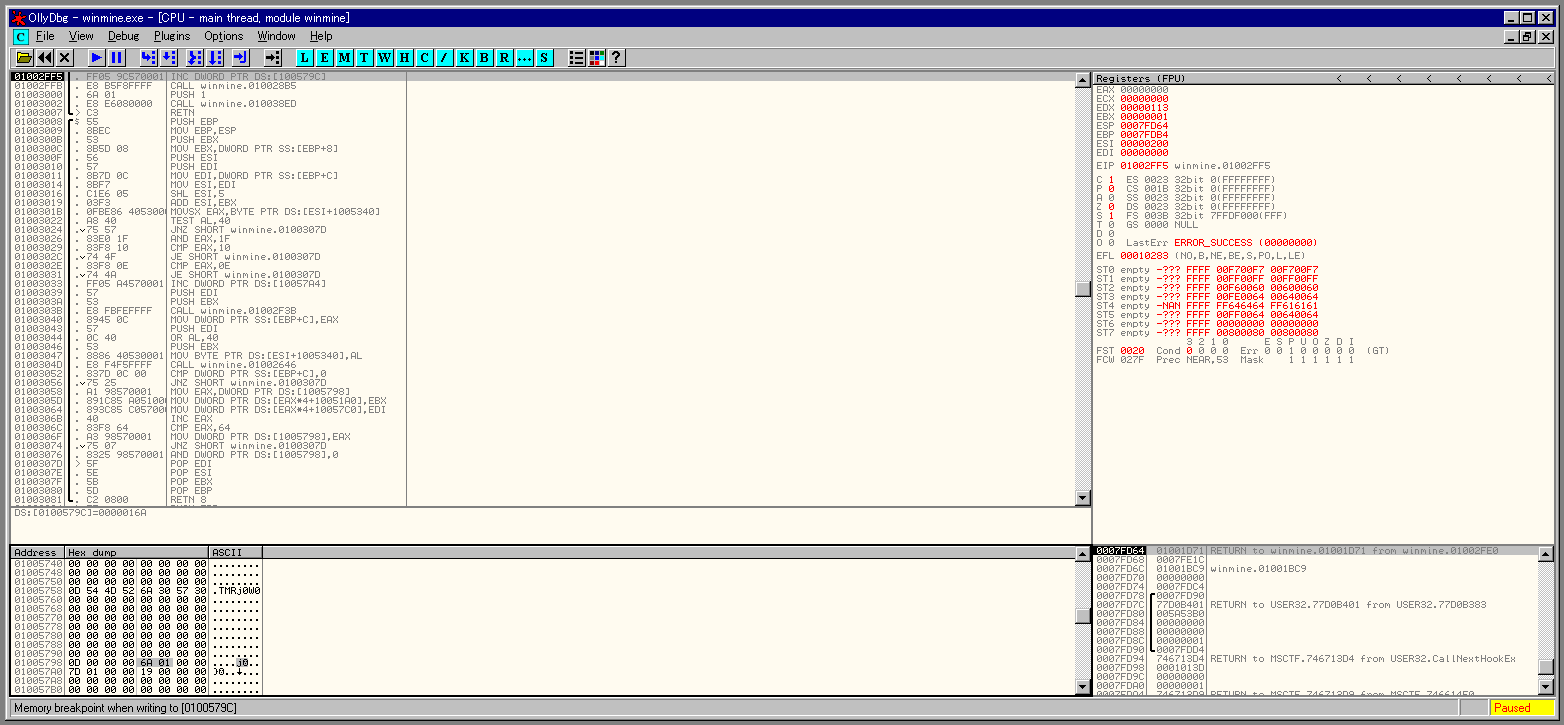 OllyDbg - winmine.exe - [CPU - main thread, module winmine]
C File View Debug Plugins Options Window Help
L E M T W H C / K B R ... S ?
01002FF5 . FF05 9C570001 INC DWORD PTR DS:[100579C]
01002FFB . E8 B5F8FFFF CALL winmine.010028B5
01003000 . 6A 01 PUSH 1
01003002 . E8 E6080000 CALL winmine.010038ED
01003007 > C3 RETN
01003008 $ 55 PUSH EBP
01003009 . 8BEC MOV EBP,ESP
0100300B . 53 PUSH EBX
0100300C . 8B5D 08 MOV EBX,DWORD PTR SS:[EBP+8]
0100300F . 56 PUSH ESI
01003010 . 57 PUSH EDI
01003011 . 8B7D 0C MOV EDI,DWORD PTR SS:[EBP+C]
01003014 . 8BF7 MOV ESI,EDI
01003016 . C1E6 05 SHL ESI,5
01003019 . 03F3 ADD ESI,EBX
0100301B . 0FBE86 4053000 MOVSX EAX,BYTE PTR DS:[ESI+1005340]
01003022 . A8 40 TEST AL,40
01003024 . 75 57 JNZ SHORT winmine.0100307D
01003026 . 83E0 1F AND EAX,1F
01003029 . 83F8 10 CMP EAX,10
0100302C . 74 4F JE SHORT winmine.0100307D
0100302E . 83F8 0E CMP EAX,0E
01003031 . 74 4A JE SHORT winmine.0100307D
01003033 . FF05 A4570001 INC DWORD PTR DS:[10057A4]
01003039 . 57 PUSH EDI
0100303A . 53 PUSH EBX
0100303B . E8 FBFEFFFF CALL winmine.01002F3B
01003040 . 8945 0C MOV DWORD PTR SS:[EBP+C],EAX
01003043 . 57 PUSH EDI
01003044 . 0C 40 OR AL,40
01003046 . 53 PUSH EBX
01003047 . 8886 40530001 MOV BYTE PTR DS:[ESI+1005340],AL
0100304D . E8 F4F5FFFF CALL winmine.01002646
01003052 . 837D 0C 00 CMP DWORD PTR SS:[EBP+C],0
01003056 . 75 25 JNZ SHORT winmine.0100307D
01003058 . A1 98570001 MOV EAX,DWORD PTR DS:[1005798]
0100305D . 891C85 A051000 MOV DWORD PTR DS:[EAX*4+10051A0],EBX
01003064 . 893C85 C057000 MOV DWORD PTR DS:[EAX*4+10057C0],EDI
0100306B . 40 INC EAX
0100306C . 83F8 64 CMP EAX,64
0100306F . A3 98570001 MOV DWORD PTR DS:[1005798],EAX
01003074 . 75 07 JNZ SHORT winmine.0100307D
01003076 . 8325 98570001 AND DWORD PTR DS:[1005798],0
0100307D > 5F POP EDI
0100307E . 5E POP ESI
0100307F . 5B POP EBX
01003080 . 5D POP EBP
01003081 . C2 0800 RETN 8
DS:[0100579C]=0000016A
Registers (FPU) < < < < < < < <
EAX 00000000
ECX 00000000
EDX 00000113
EBX 00000001
ESP 0007FD64
EBP 0007FDB4
ESI 00000200
EDI 00000000
EIP 01002FF5 winmine.01002FF5
C 1 ES 0023 32bit 0(FFFFFFFF)
P 0 CS 001B 32bit 0(FFFFFFFF)
A 0 SS 0023 32bit 0(FFFFFFFF)
Z 0 DS 0023 32bit 0(FFFFFFFF)
S 1 FS 003B 32bit 7FFDF000(FFF)
T 0 GS 0000 NULL
D 0
O 0 LastErr ERROR_SUCCESS (00000000)
EFL 00010283 (NO,B,NE,BE,S,PO,L,LE)
ST0 empty -??? FFFF 00F700F7 00F700F7
ST1 empty -??? FFFF 00FF00FF 00FF00FF
ST2 empty -??? FFFF 00F60060 00600060
ST3 empty -??? FFFF 00FE0064 00640064
ST4 empty -NAN FFFF FF646464 FF616161
ST5 empty -??? FFFF 00FF0064 00640064
ST6 empty -??? FFFF 00000000 00000000
ST7 empty -??? FFFF 00800080 00800080
3 2 1 0 E S P U O Z D I
FST 0020 Cond 0 0 0 0 Err 0 0 1 0 0 0 0 0 (GT)
FCW 027F Prec NEAR,53 Mask 1 1 1 1 1 1
Address Hex dump ASCII
01005740 00 00 00 00 00 00 00 00 ........
01005748 00 00 00 00 00 00 00 00 ........
01005750 00 00 00 00 00 00 00 00 ........
01005758 0D 54 4D 52 6A 30 57 30 .TMRj0W0
01005760 00 00 00 00 00 00 00 00 ........
01005768 00 00 00 00 00 00 00 00 ........
01005770 00 00 00 00 00 00 00 00 ........
01005778 00 00 00 00 00 00 00 00 ........
01005780 00 00 00 00 00 00 00 00 ........
01005788 00 00 00 00 00 00 00 00 ........
01005790 00 00 00 00 00 00 00 00 ........
01005798 0D 00 00 00 6A 01 00 00 ....j☺..
010057A0 7D 01 00 00 19 00 00 00 }☺..↓...
010057A8 00 00 00 00 00 00 00 00 ........
010057B0 00 00 00 00 00 00 00 00 ........
0007FD64 01001D71 RETURN to winmine.01001D71 from winmine.01002FE0
0007FD68 0007FE1C
0007FD6C 01001BC9 winmine.01001BC9
0007FD70 00000000
0007FD74 0007FDC4
0007FD78 0007FD90
0007FD7C 77D0B401 RETURN to USER32.77D0B401 from USER32.77D0B383
0007FD80 005A53B0
0007FD84 00000000
0007FD88 00000000
0007FD8C 00000001
0007FD90 0007FDD4
0007FD94 746713D4 RETURN to MSCTF.746713D4 from USER32.CallNextHookEx
0007FD98 0001013D
0007FD9C 00000000
0007FDA0 00000001
Memory breakpoint when writing to [0100579C]
Paused